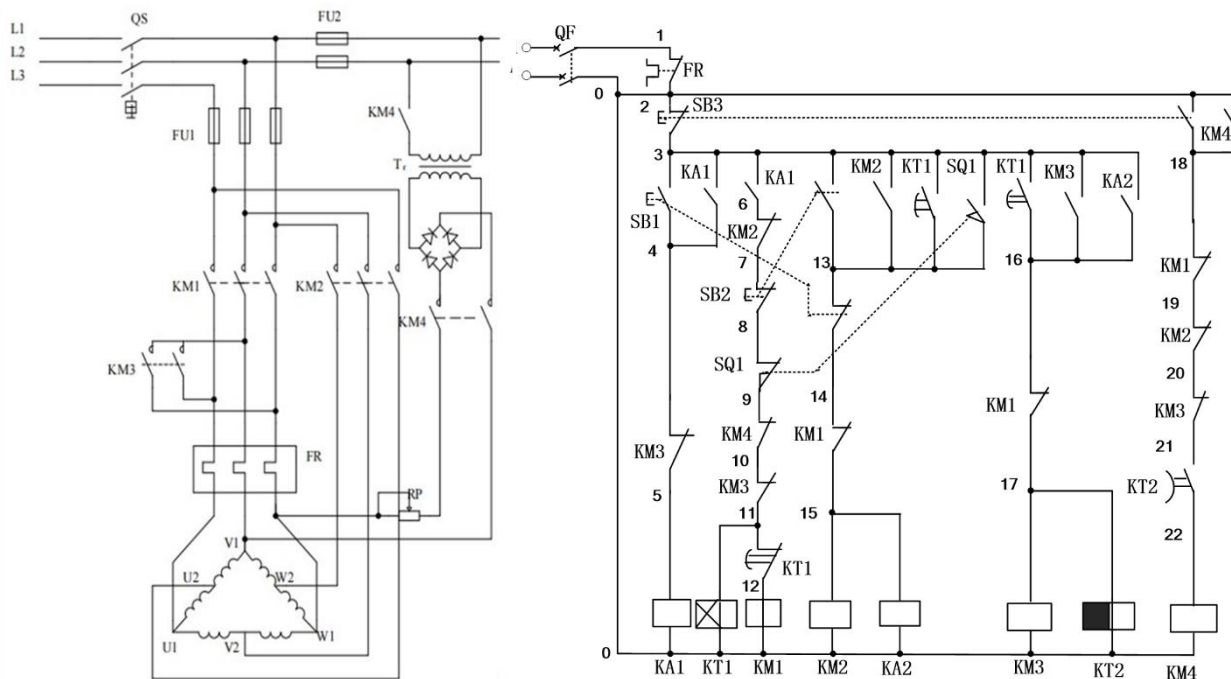 L1
QS
FU2
L2
L3
KM4
FU1
Tr
KM1
KM2
KM4
KM3
FR
RP
V1
U2
W2
U1
V2
W1
QF
1
FR
0
2
SB3
KM4
3
18
KA1
KA1
KM2
KT1
SQ1
KT1
KM3
KA2
6
SB1
KM2
4
7
13
16
KM1
SB2
19
8
KM2
SQ1
20
9
14
KM1
KM3
KM4
KM1
KM3
10
21
5
KM3
17
KT2
11
15
22
KT1
12
0
KA1
KT1
KM1
KM2
KA2
KM3
KT2
KM4